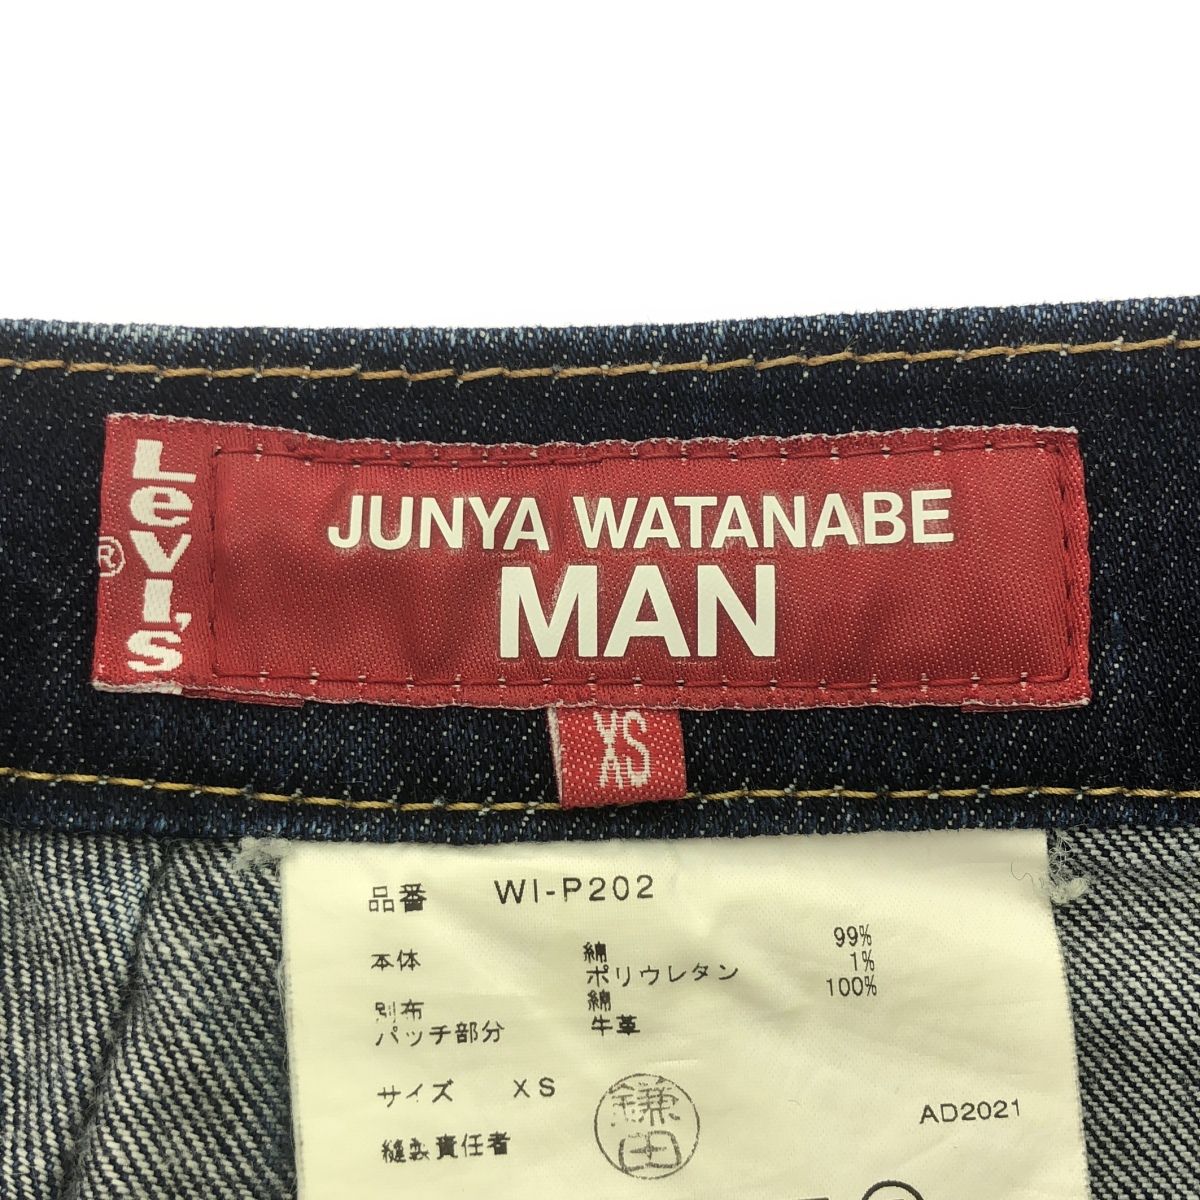 Levi's
®
JUNYA WATANABE
MAN
XS
品番 WI-P202
本体 綿 99%
ポリウレタン 1%
別布 綿 100%
パッチ部分 牛革
サイズ XS
縫製責任者 鎌田
AD2021